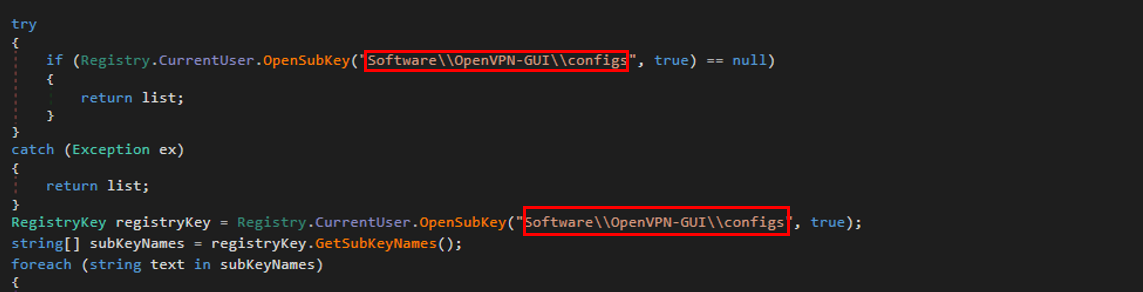 try
{
if (Registry.CurrentUser.OpenSubKey("Software\\OpenVPN-GUI\\configs", true) == null)
{
return list;
}
}
catch (Exception ex)
{
return list;
}
RegistryKey registryKey = Registry.CurrentUser.OpenSubKey("Software\\OpenVPN-GUI\\configs", true);
string[] subKeyNames = registryKey.GetSubKeyNames();
foreach (string text in subKeyNames)
{